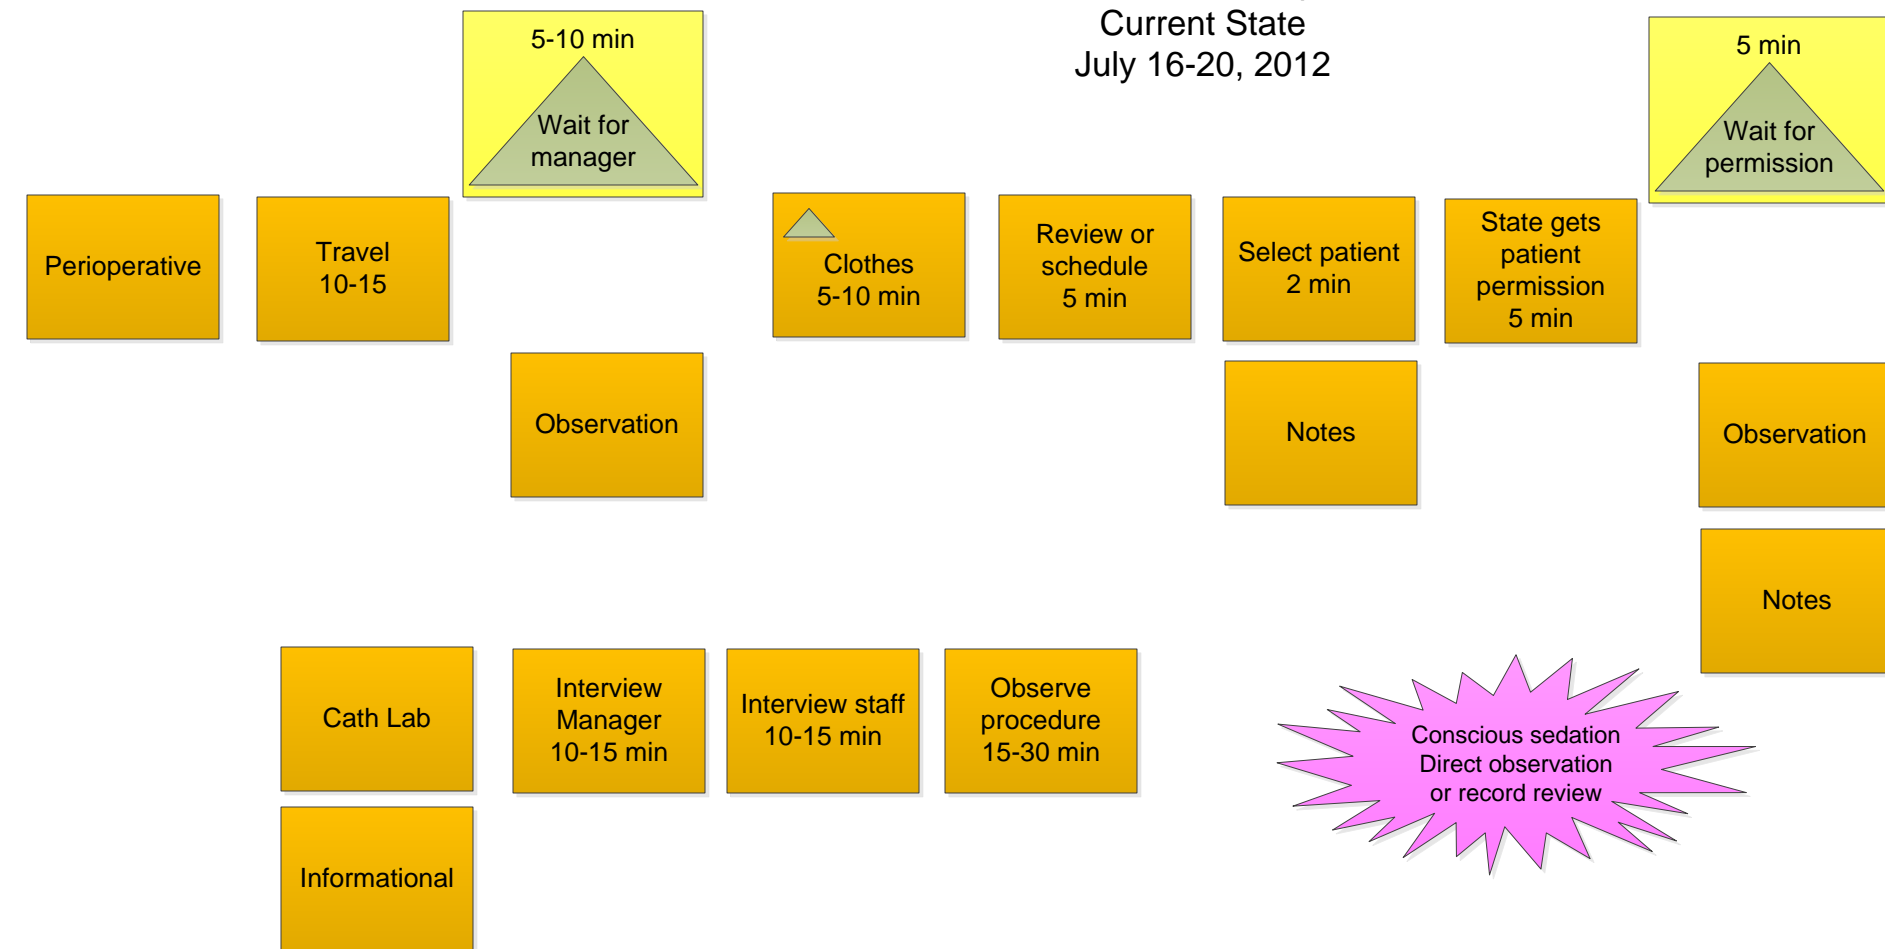 Current State
July 16-20, 2012
5-10 min
Wait for
manager
5 min
Wait for
permission
Perioperative
Travel
10-15
Clothes
5-10 min
Review or
schedule
5 min
Select patient
2 min
State gets
patient
permission
5 min
Observation
Notes
Observation
Notes
Cath Lab
Interview
Manager
10-15 min
Interview staff
10-15 min
Observe
procedure
15-30 min
Conscious sedation
Direct observation
or record review
Informational